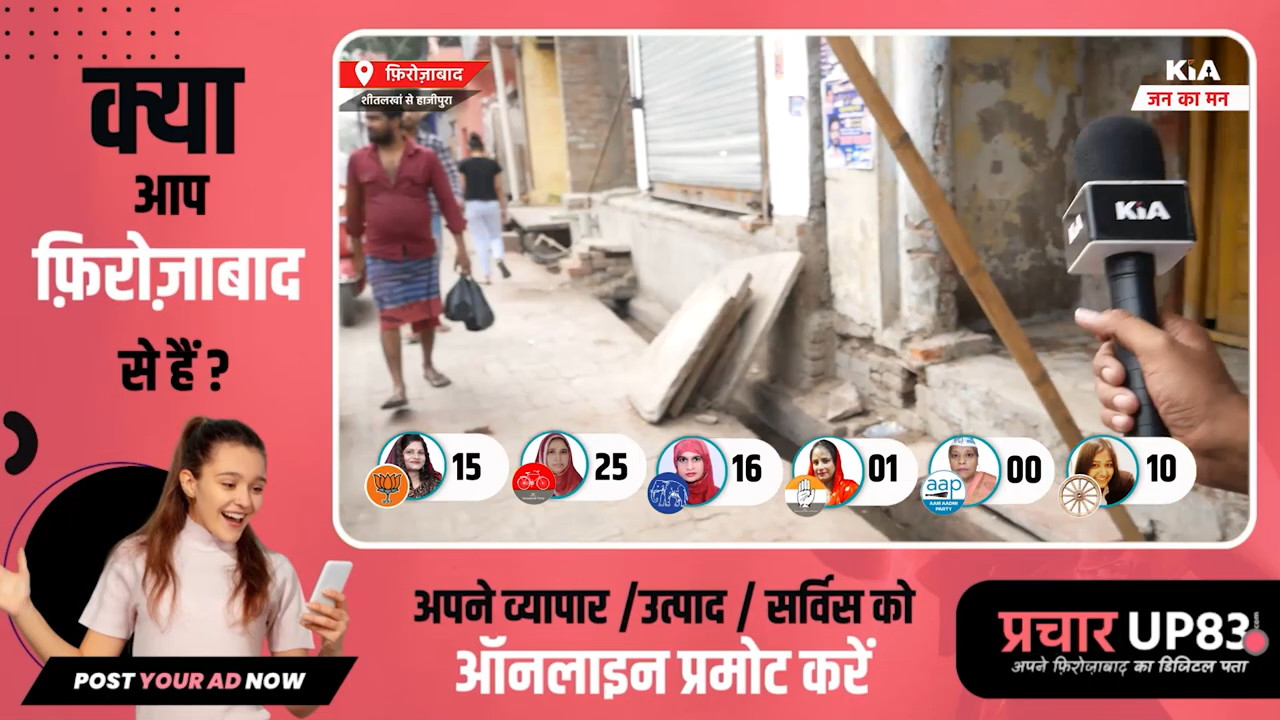 क्या
आप
फ़िरोज़ाबाद
से हैं ?
फ़िरोज़ाबाद
शीतलखां से हाजीपुरा
KiA
जन का मन
KiA
15
25
16
01
00
10
aap
AAM AADMI
PARTY
अपने व्यापार /उत्पाद / सर्विस को
ऑनलाइन प्रमोट करें
POST YOUR AD NOW
प्रचार UP83
.com
अपने फ़िरोज़ाबाद का डिजिटल पता